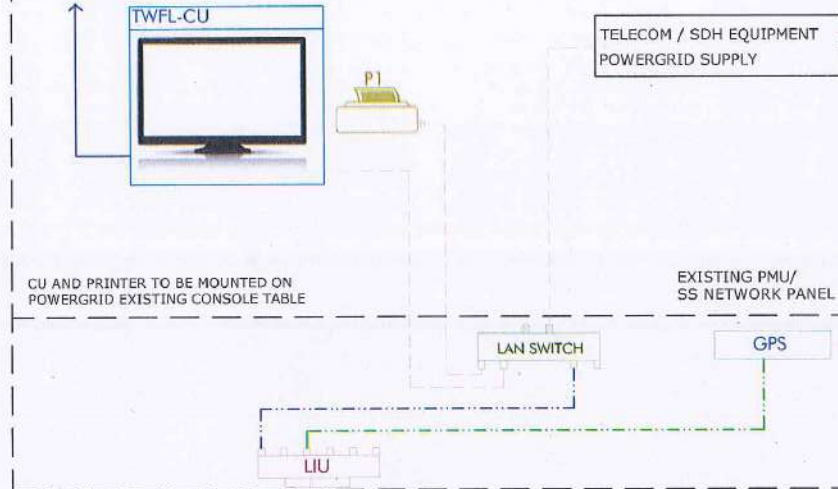 TWFL-CU
P1
TELECOM / SDH EQUIPMENT
POWERGRID SUPPLY
CU AND PRINTER TO BE MOUNTED ON
POWERGRID EXISTING CONSOLE TABLE
EXISTING PMU/
SS NETWORK PANEL
LAN SWITCH
GPS
LIU